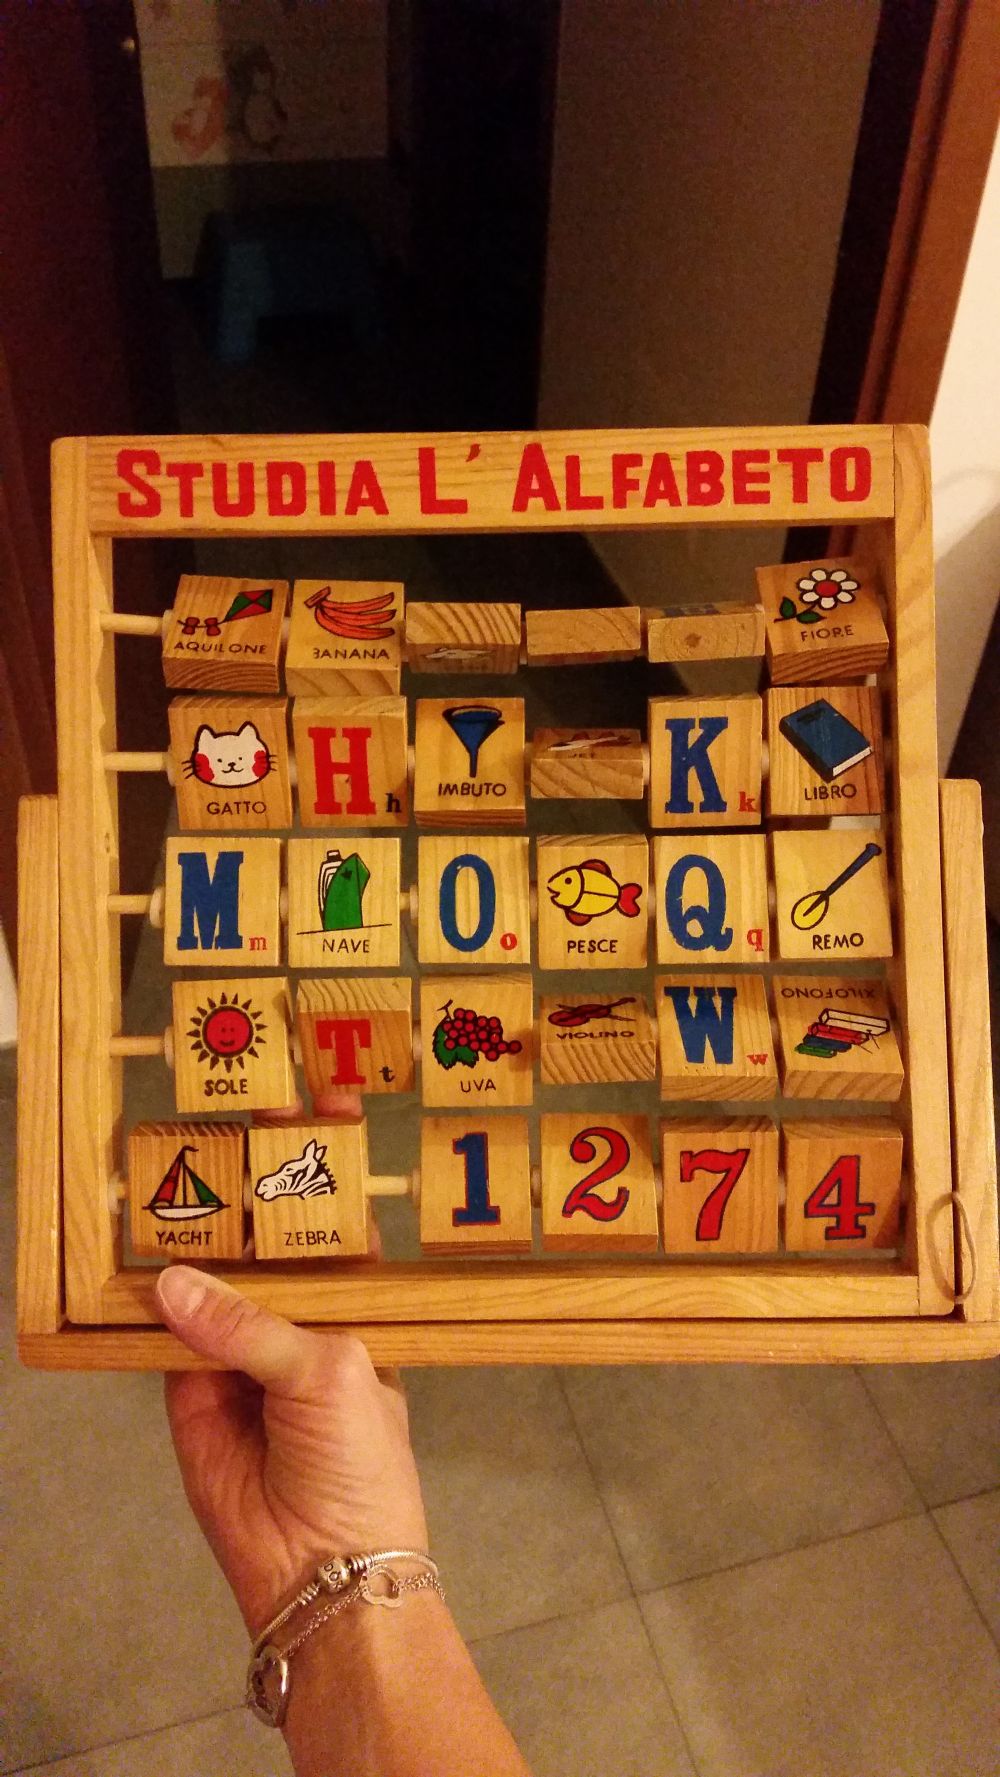 STUDIA L' ALFABETO
AQUILONE BANANA FIORE
GATTO H h IMBUTO JET K k LIBRO
M m NAVE O o PESCE Q q REMO
SOLE T t UVA VIOLINO W w XILOFONO
YACHT ZEBRA 1 2 7 4